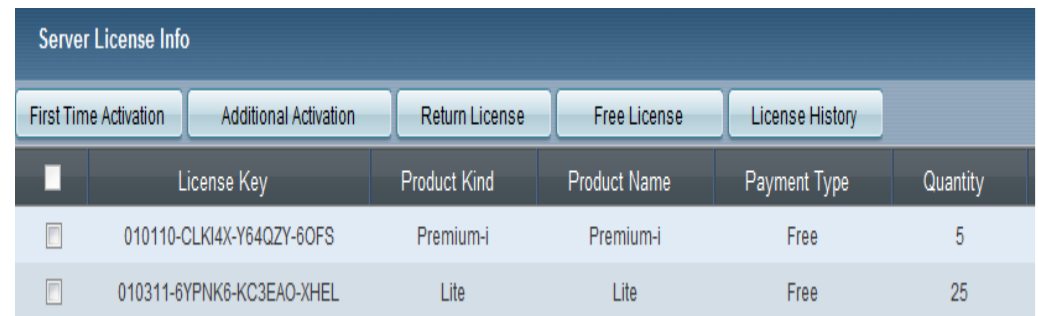 Server License Info
First Time Activation Additional Activation Return License Free License License History
License Key Product Kind Product Name Payment Type Quantity
010110-CLKI4X-Y64QZY-6OFS Premium-i Premium-i Free 5
010311-6YPNK6-KC3EAO-XHEL Lite Lite Free 25